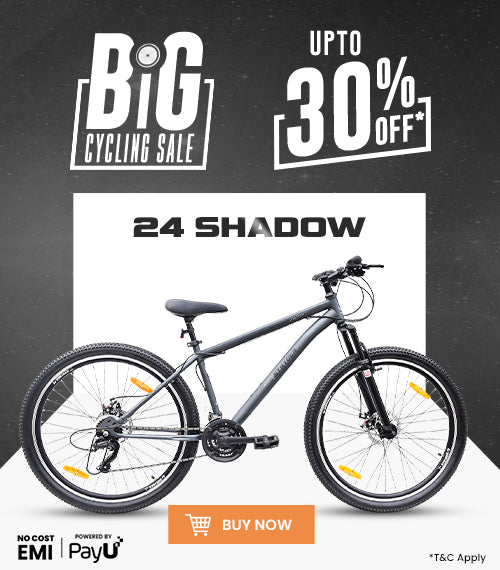 BIG
CYCLING SALE
UPTO
30%
OFF*
24 SHADOW
BUY NOW
NO COST
EMI
POWERED BY
PayU
*T&C Apply